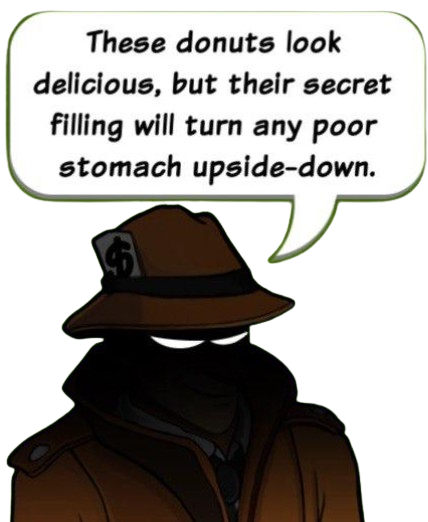 These donuts look
delicious, but their secret
filling will turn any poor
stomach upside-down.
$